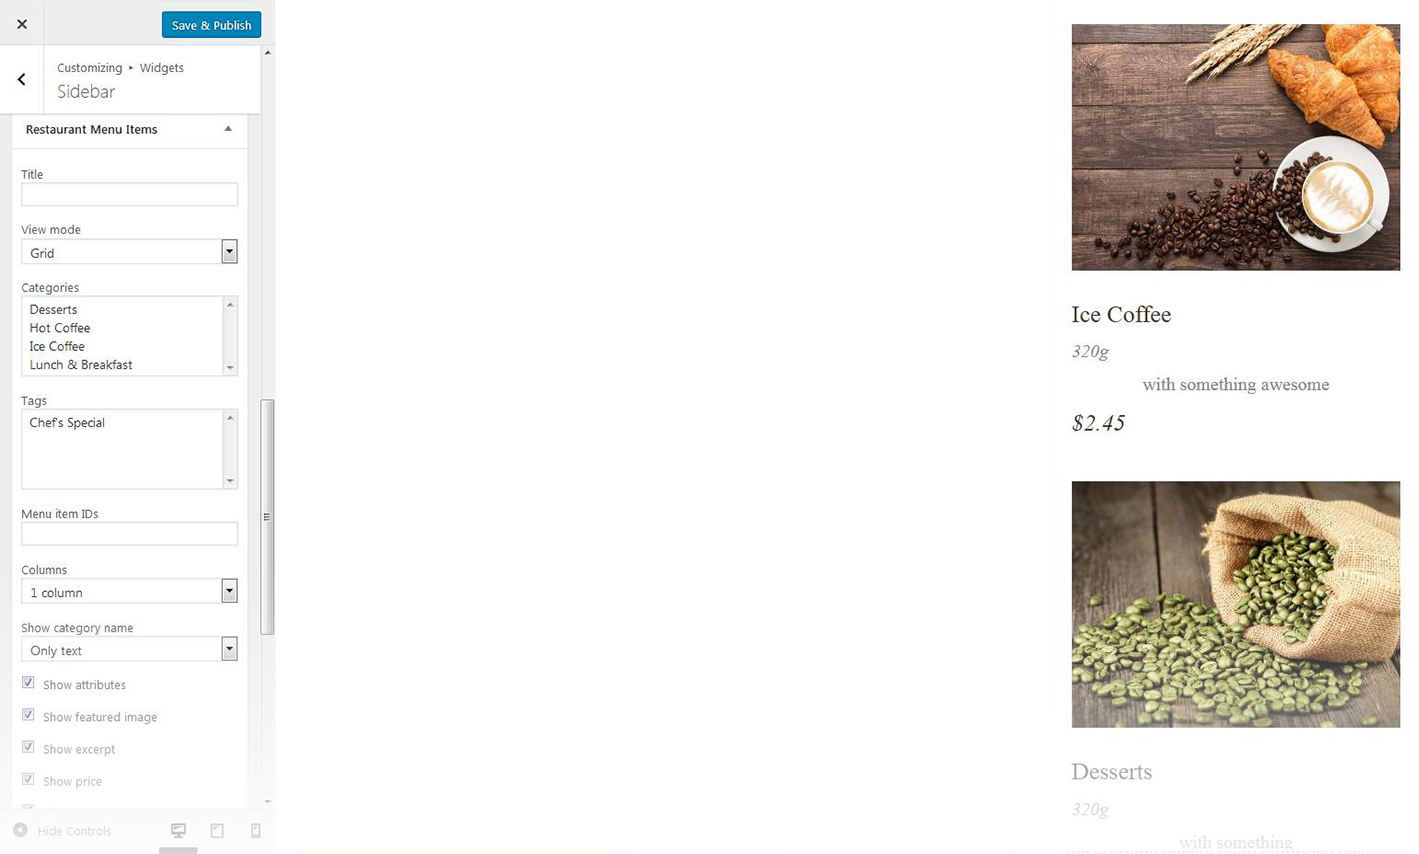 Save & Publish
Customizing ▸ Widgets
Sidebar
Restaurant Menu Items
Title
View mode
Grid
Categories
Desserts
Hot Coffee
Ice Coffee
Lunch & Breakfast
Tags
Chef's Special
Menu item IDs
Columns
1 column
Show category name
Only text
Show attributes
Show featured image
Show excerpt
Show price
Hide Controls
Ice Coffee
320g
with something awesome
$2.45
Desserts
320g
with something